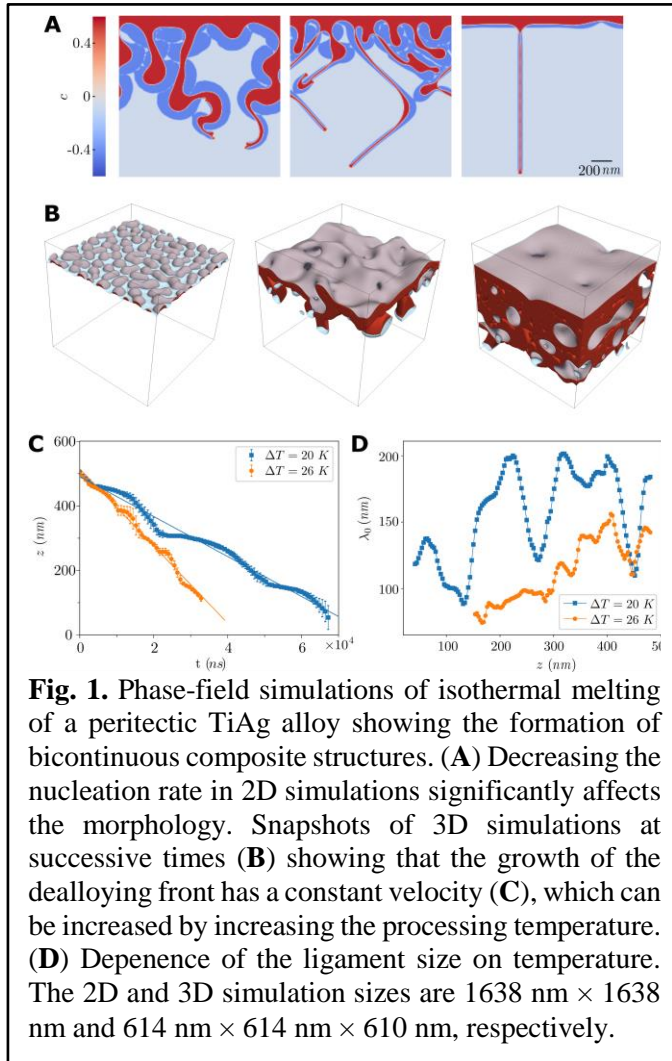 A
0.4
0
-0.4
c
200 nm
B
C
600
400
200
0
z (nm)
ΔT = 20 K
ΔT = 26 K
0
2
4
6
×10⁴
t (ns)
D
200
150
100
λ₀ (nm)
ΔT = 20 K
ΔT = 26 K
100
200
300
400
50
z (nm)
Fig. 1. Phase-field simulations of isothermal melting
of a peritectic TiAg alloy showing the formation of
bicontinuous composite structures. (A) Decreasing the
nucleation rate in 2D simulations significantly affects
the morphology. Snapshots of 3D simulations at
successive times (B) showing that the growth of the
dealloying front has a constant velocity (C), which can
be increased by increasing the processing temperature.
(D) Depenence of the ligament size on temperature.
The 2D and 3D simulation sizes are 1638 nm × 1638
nm and 614 nm × 614 nm × 610 nm, respectively.